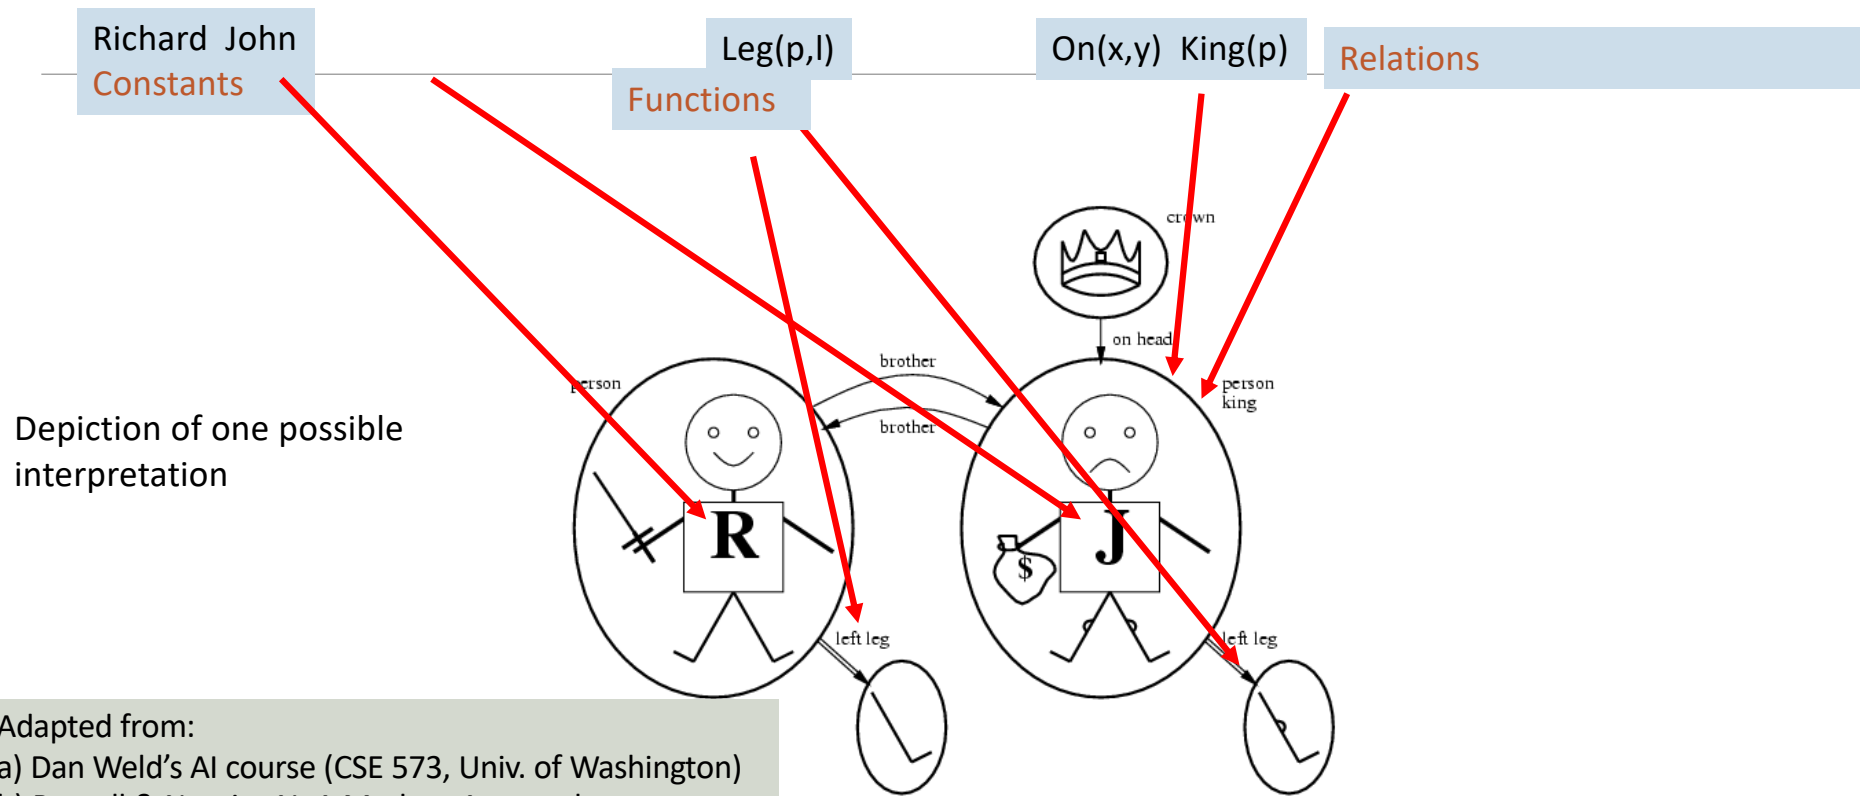 Richard John
Constants
Leg(p,l)
Functions
On(x,y) King(p)
Relations
crown
on head
person
brother
brother
person
king
Depiction of one possible
interpretation
R
J
$
left leg
left leg
Adapted from:
a) Dan Weld's AI course (CSE 573, Univ. of Washington)